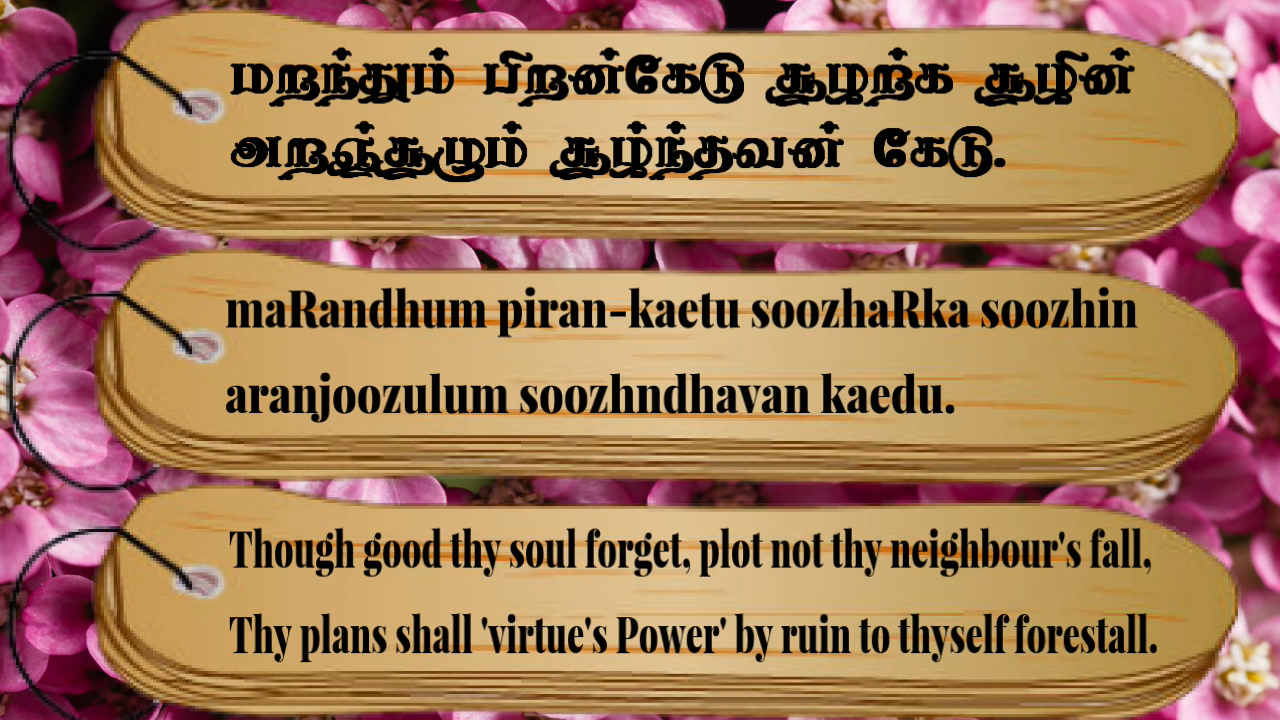 மறந்தும் பிறன்கேடு சூழற்க சூழின்
அறஞ்சூழும் சூழ்ந்தவன் கேடு.
maRandhum piran-kaetu soozhaRka soozhin
aranjoozulum soozhndhavan kaedu.
Though good thy soul forget, plot not thy neighbour's fall,
Thy plans shall 'virtue's Power' by ruin to thyself forestall.